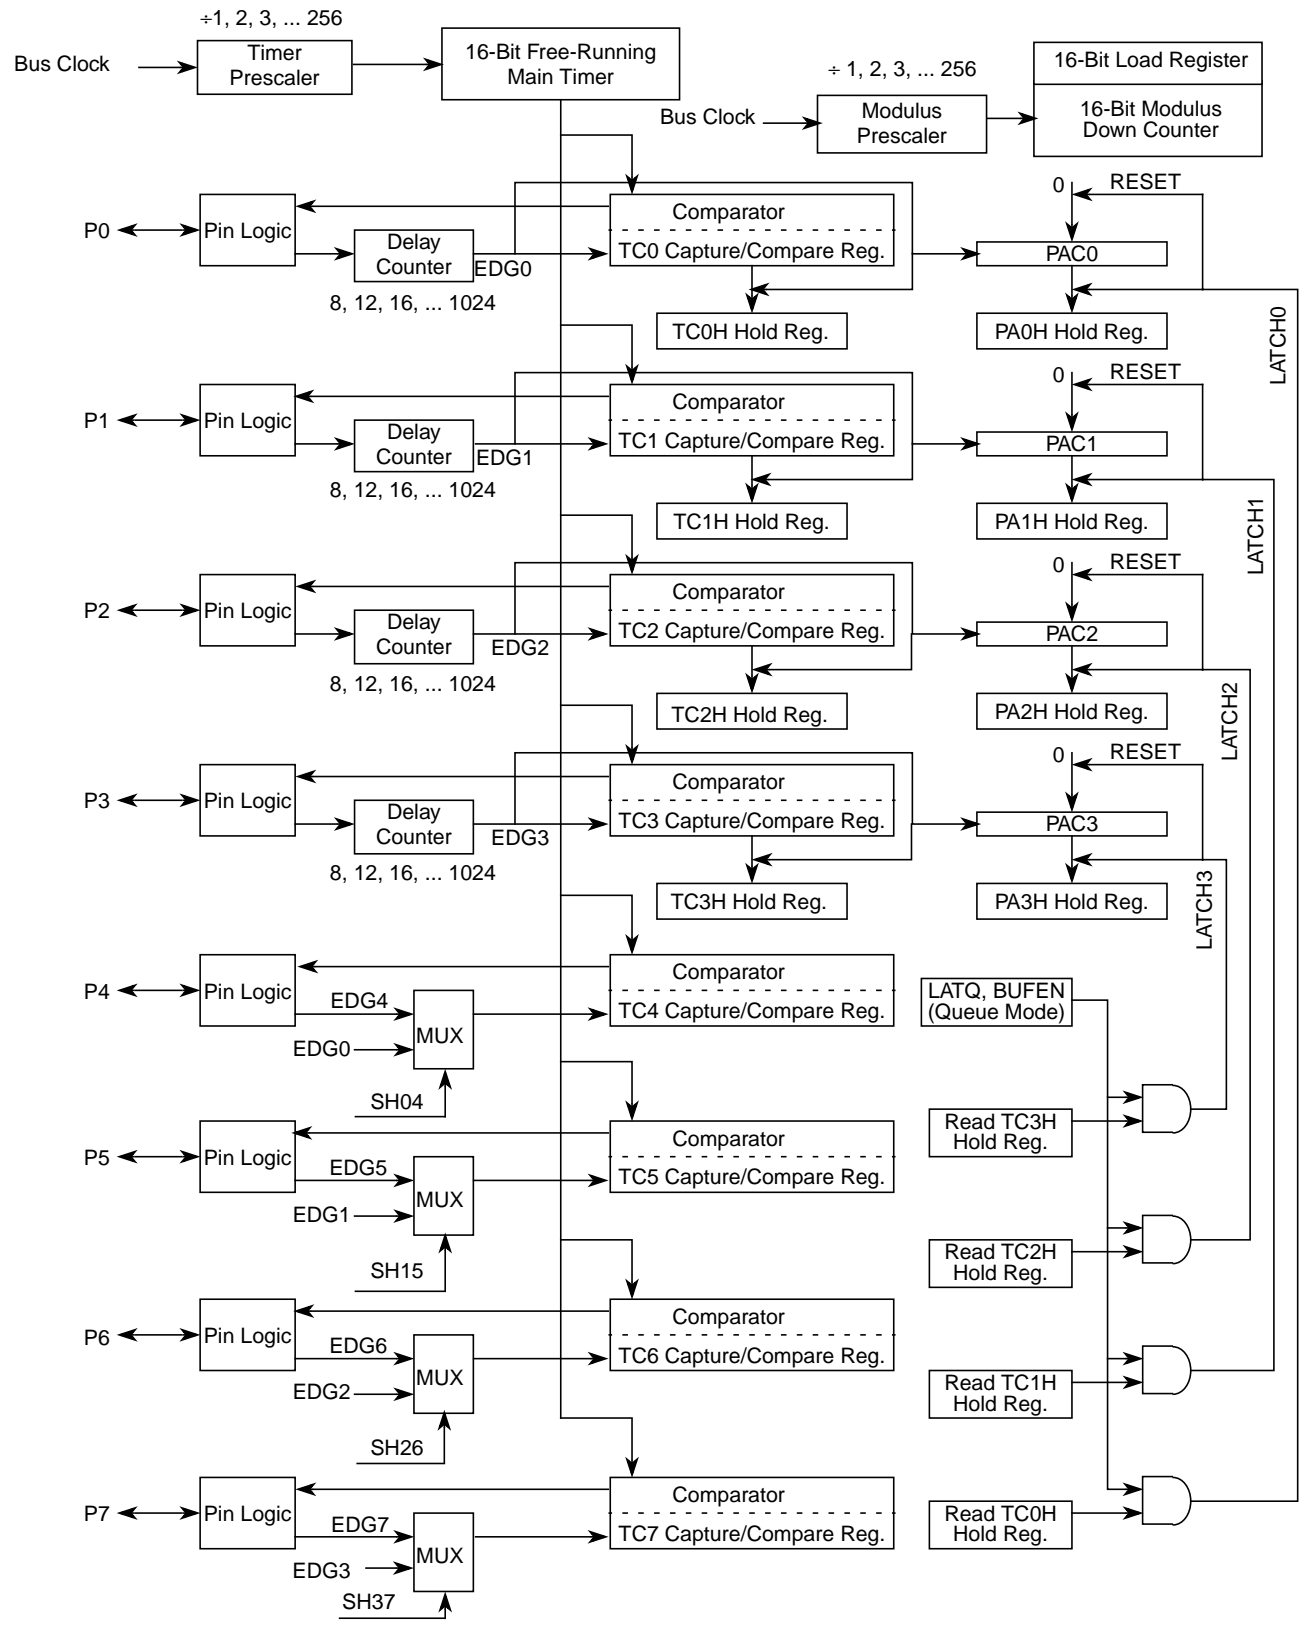 ÷1, 2, 3, ... 256
Bus Clock
Timer
Prescaler
16-Bit Free-Running
Main Timer
÷ 1, 2, 3, ... 256
Bus Clock
Modulus
Prescaler
16-Bit Load Register
16-Bit Modulus
Down Counter
P0
Pin Logic
Delay
Counter
EDG0
8, 12, 16, ... 1024
Comparator
TC0 Capture/Compare Reg.
TC0H Hold Reg.
0
RESET
PAC0
PA0H Hold Reg.
LATCH0
P1
Pin Logic
Delay
Counter
EDG1
8, 12, 16, ... 1024
Comparator
TC1 Capture/Compare Reg.
TC1H Hold Reg.
0
RESET
PAC1
PA1H Hold Reg.
LATCH1
P2
Pin Logic
Delay
Counter
EDG2
8, 12, 16, ... 1024
Comparator
TC2 Capture/Compare Reg.
TC2H Hold Reg.
0
RESET
PAC2
PA2H Hold Reg.
LATCH2
P3
Pin Logic
Delay
Counter
EDG3
8, 12, 16, ... 1024
Comparator
TC3 Capture/Compare Reg.
TC3H Hold Reg.
0
RESET
PAC3
PA3H Hold Reg.
LATCH3
P4
Pin Logic
EDG4
EDG0
MUX
SH04
Comparator
TC4 Capture/Compare Reg.
LATQ, BUFEN
(Queue Mode)
Read TC3H
Hold Reg.
P5
Pin Logic
EDG5
EDG1
MUX
SH15
Comparator
TC5 Capture/Compare Reg.
Read TC2H
Hold Reg.
P6
Pin Logic
EDG6
EDG2
MUX
SH26
Comparator
TC6 Capture/Compare Reg.
Read TC1H
Hold Reg.
P7
Pin Logic
EDG7
EDG3
MUX
SH37
Comparator
TC7 Capture/Compare Reg.
Read TC0H
Hold Reg.